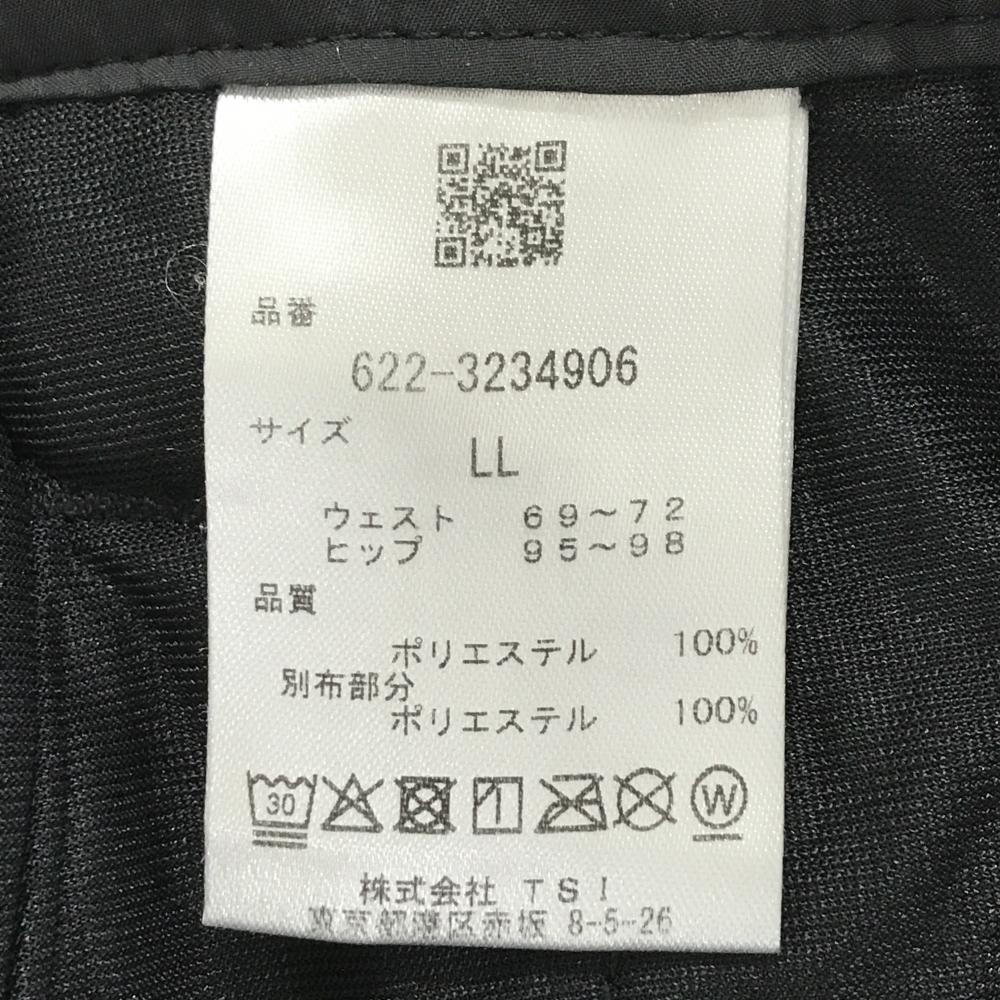 品番
622-3234906
サイズ
LL
ウェスト 69～72
ヒップ 95～98
品質
ポリエステル 100%
別布部分
ポリエステル 100%
30 W
株式会社 TSI
東京都港区赤坂 8-5-26